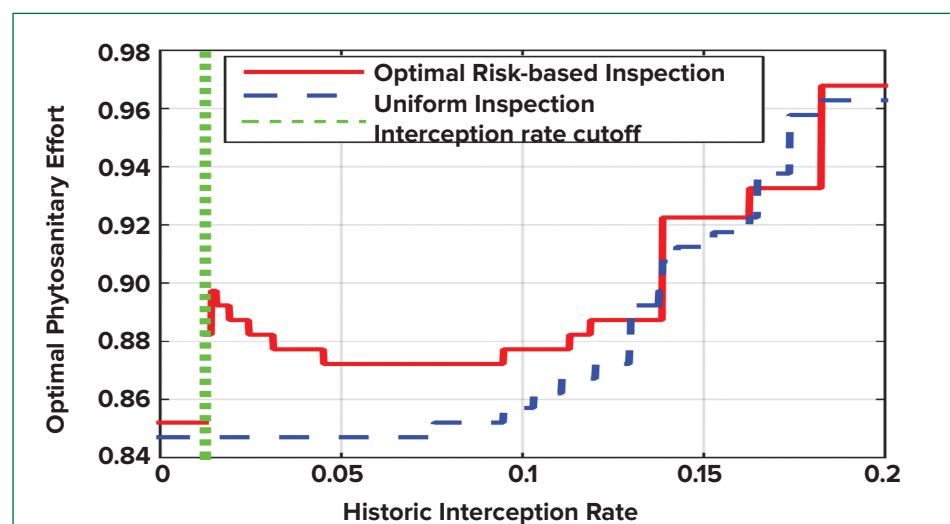 0.98
0.96
0.94
0.92
0.90
0.88
0.86
0.84
Optimal Phytosanitary Effort
Optimal Risk-based Inspection
Uniform Inspection
Interception rate cutoff
0 0.05 0.1 0.15 0.2
Historic Interception Rate